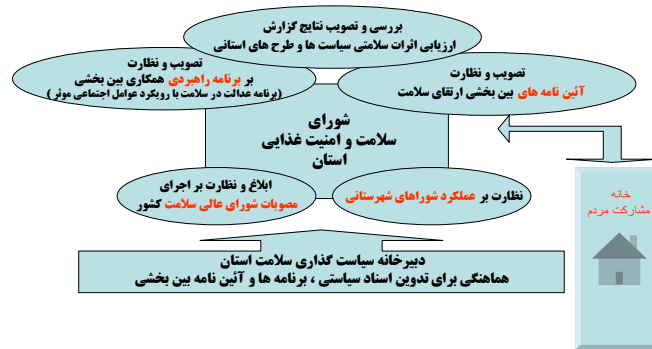 بررسی و تصویب نتایج گزارش
ارزیابی اثرات سلامتی سیاست ها و طرح های استانی
تصویب و نظارت
بر برنامه راهبردی همکاری بین بخشی
(برنامه عدالت در سلامت با رویکرد عوامل اجتماعی موثر )
تصویب و نظارت
آئین نامه های بین بخشی ارتقای سلامت
شورای
سلامت و امنیت غذایی
استان
ابلاغ و نظارت بر اجرای
مصوبات شورای عالی سلامت کشور
نظارت بر عملکرد شوراهای شهرستانی
خانه
مشارکت مردم
دبیرخانه سیاست گذاری سلامت استان
هماهنگی برای تدوین اسناد سیاستی ، برنامه ها و آئین نامه بین بخشی